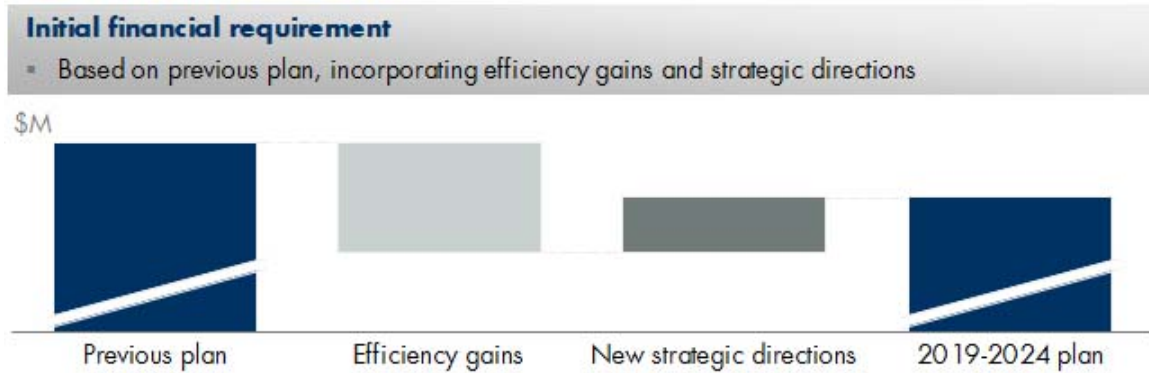 Initial financial requirement
▪ Based on previous plan, incorporating efficiency gains and strategic directions
$M
Previous plan
Efficiency gains
New strategic directions
2019-2024 plan